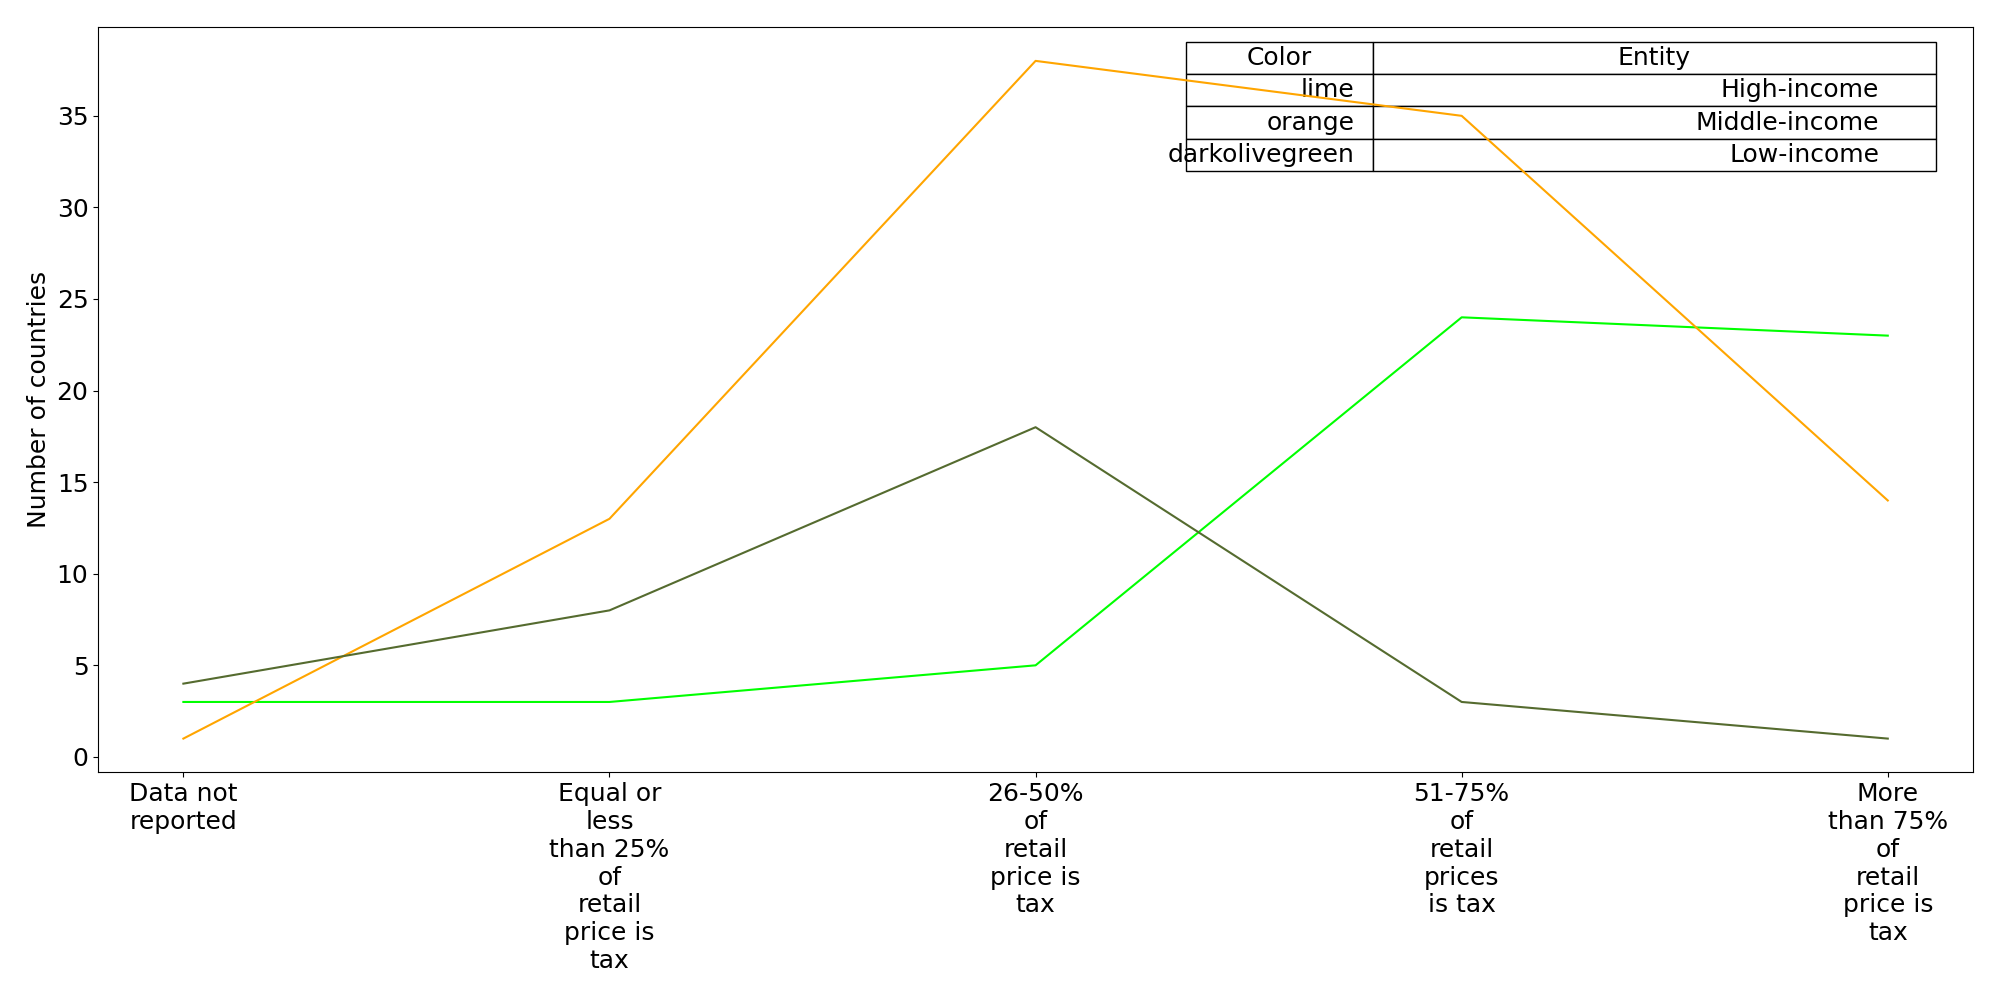 Color Entity
lime High-income
orange Middle-income
darkolivegreen Low-income
Number of countries
35
30
25
20
15
10
5
0
Data not
reported
Equal or
less
than 25%
of
retail
price is
tax
26-50%
of
retail
price is
tax
51-75%
of
retail
prices
is tax
More
than 75%
of
retail
price is
tax